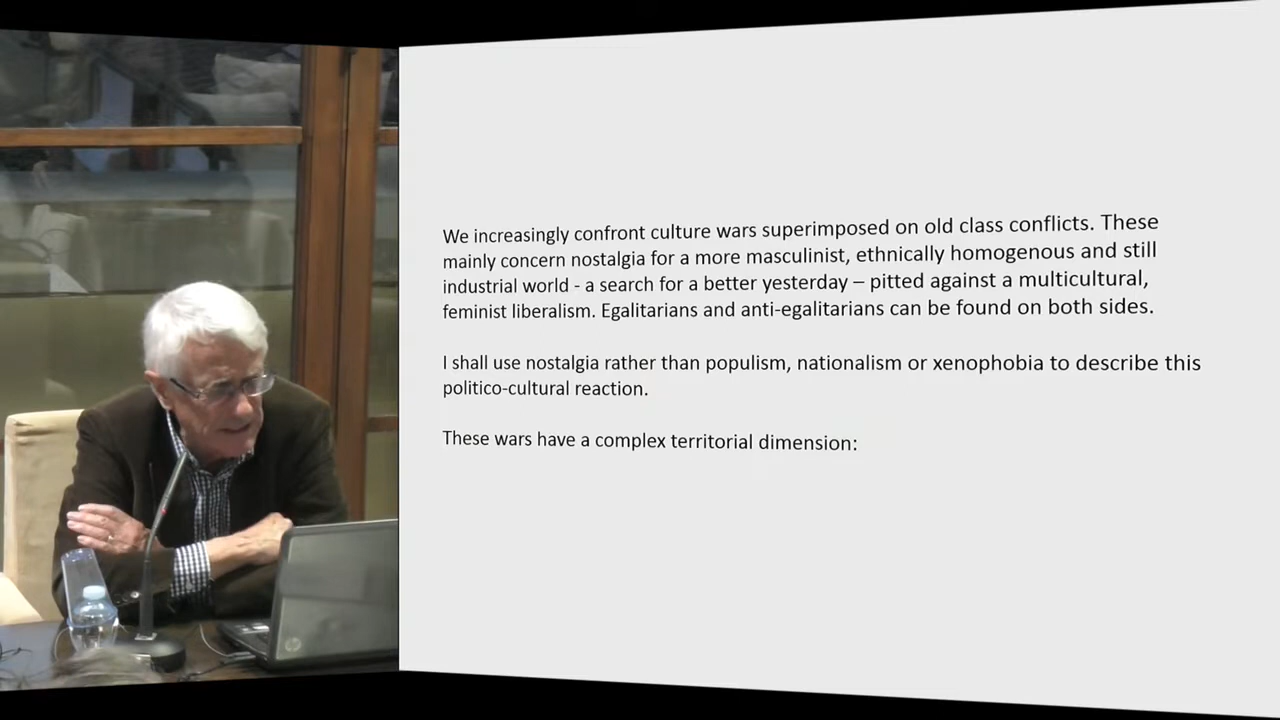 We increasingly confront culture wars superimposed on old class conflicts. These
mainly concern nostalgia for a more masculinist, ethnically homogenous and still
industrial world - a search for a better yesterday – pitted against a multicultural,
feminist liberalism. Egalitarians and anti-egalitarians can be found on both sides.
I shall use nostalgia rather than populism, nationalism or xenophobia to describe this
politico-cultural reaction.
These wars have a complex territorial dimension:
hp